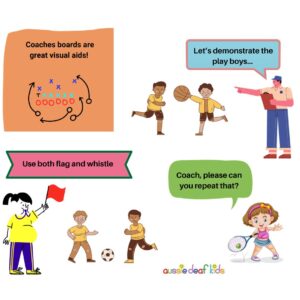 Coaches boards are
great visual aids!
Let's demonstrate the
play boys...
Use both flag and whistle
Coach, please can
you repeat that?
aussie deaf kids